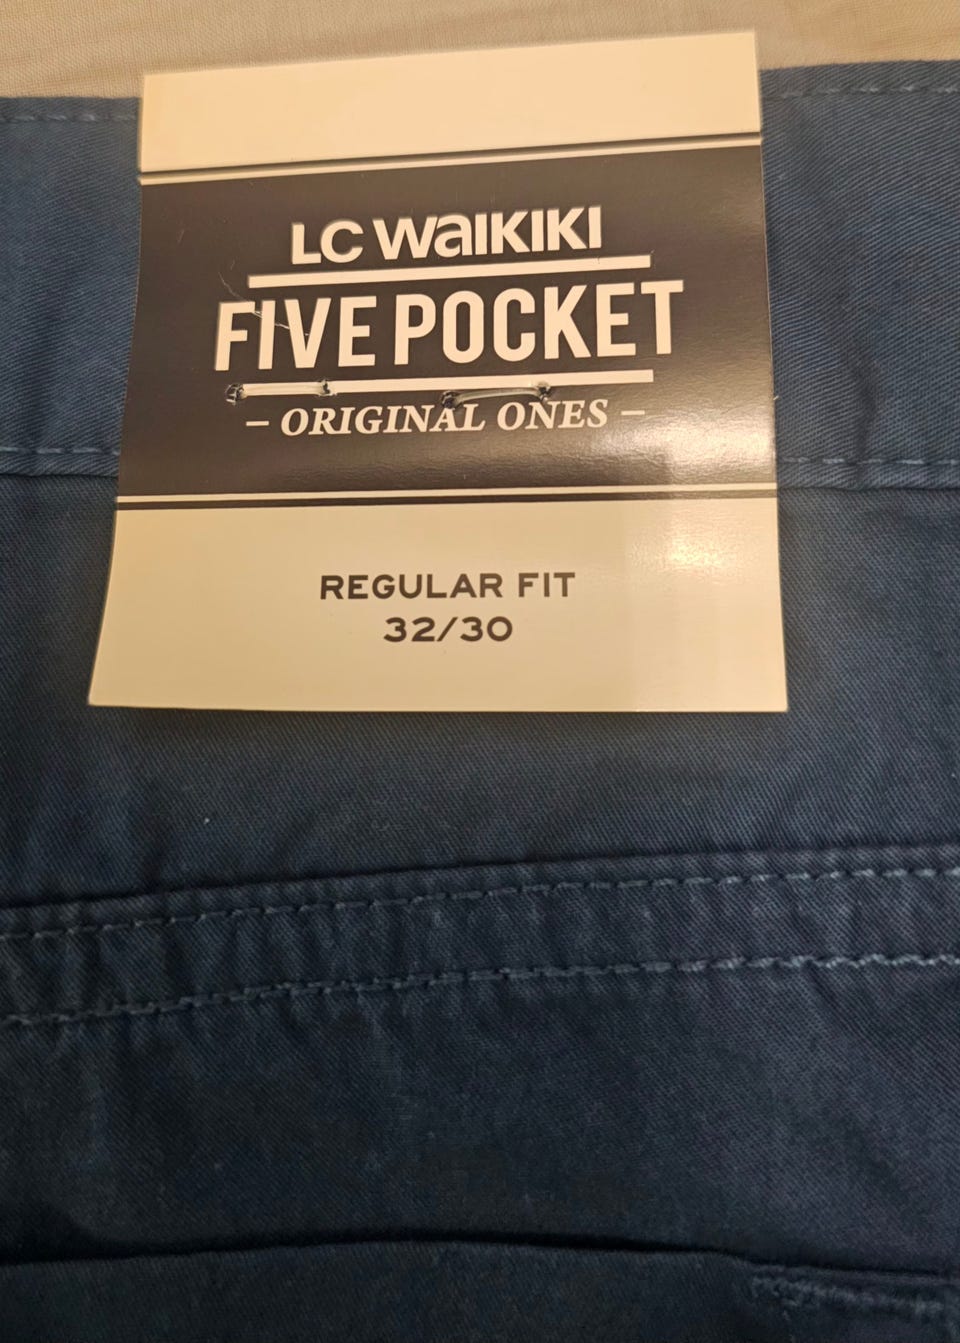 LC WAIKIKI
FIVE POCKET
– ORIGINAL ONES –
REGULAR FIT
32/30